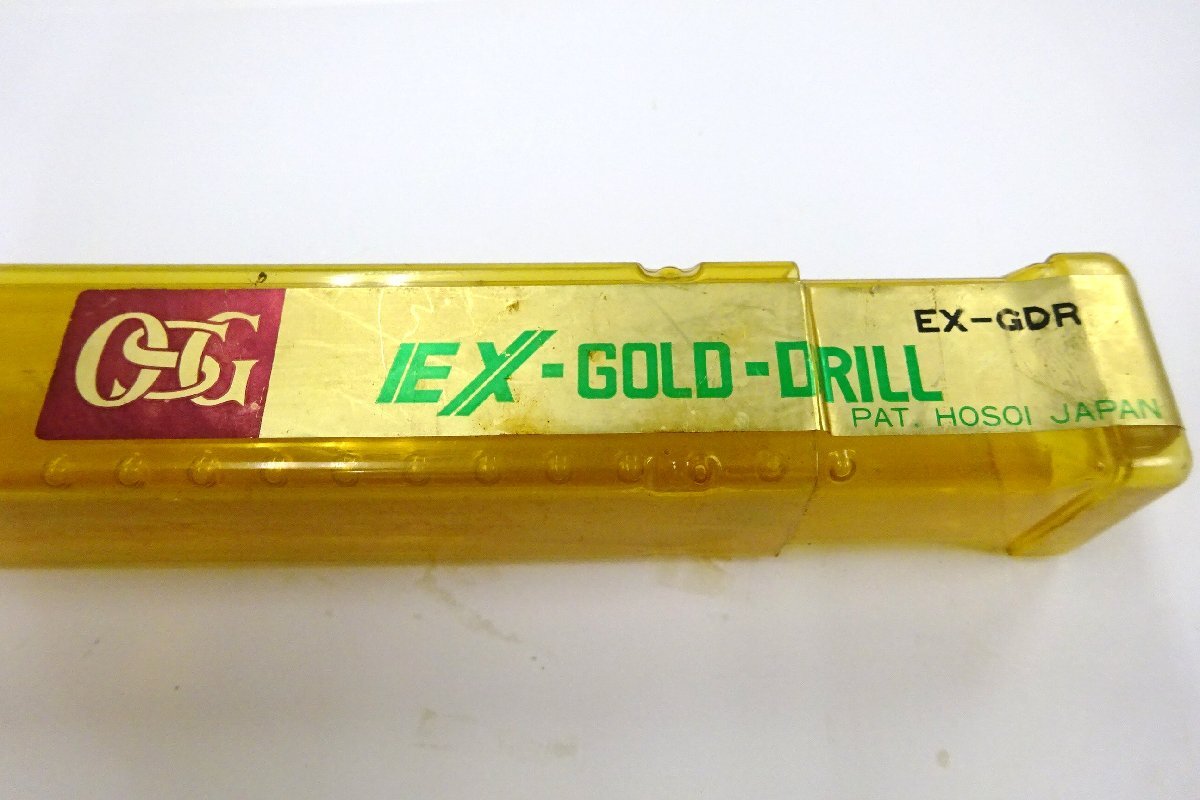 OSG
EX-GOLD-DRILL
EX-GDR
PAT. HOSOI JAPAN